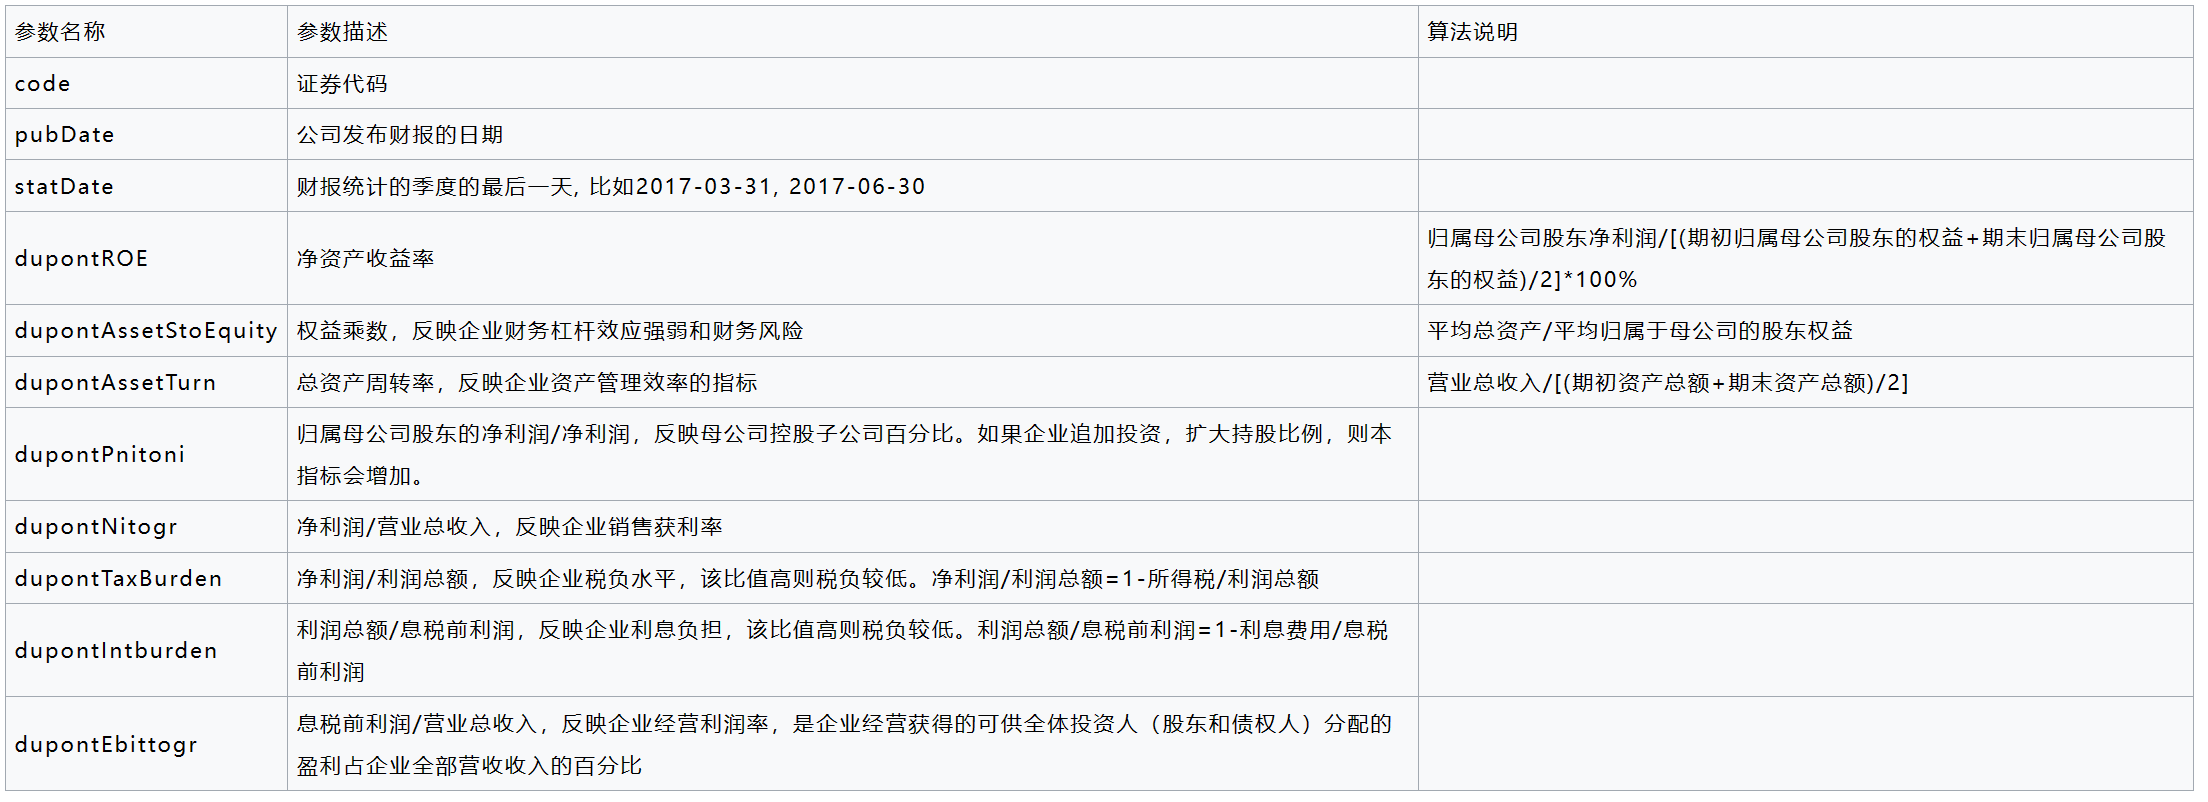 参数名称 参数描述 算法说明
code 证券代码
pubDate 公司发布财报的日期
statDate 财报统计的季度的最后一天, 比如2017-03-31, 2017-06-30
dupontROE 净资产收益率 归属母公司股东净利润/[(期初归属母公司股东的权益+期末归属母公司股
东的权益)/2]*100%
dupontAssetStoEquity 权益乘数，反映企业财务杠杆效应强弱和财务风险 平均总资产/平均归属于母公司的股东权益
dupontAssetTurn 总资产周转率，反映企业资产管理效率的指标 营业总收入/[(期初资产总额+期末资产总额)/2]
dupontPnitoni 归属母公司股东的净利润/净利润，反映母公司控股子公司百分比。如果企业追加投资，扩大持股比例，则本
指标会增加。
dupontNitogr 净利润/营业总收入，反映企业销售获利率
dupontTaxBurden 净利润/利润总额，反映企业税负水平，该比值高则税负较低。净利润/利润总额=1-所得税/利润总额
dupontIntburden 利润总额/息税前利润，反映企业利息负担，该比值高则税负较低。利润总额/息税前利润=1-利息费用/息税
前利润
dupontEbittogr 息税前利润/营业总收入，反映企业经营利润率，是企业经营获得的可供全体投资人（股东和债权人）分配的
盈利占企业全部营收收入的百分比